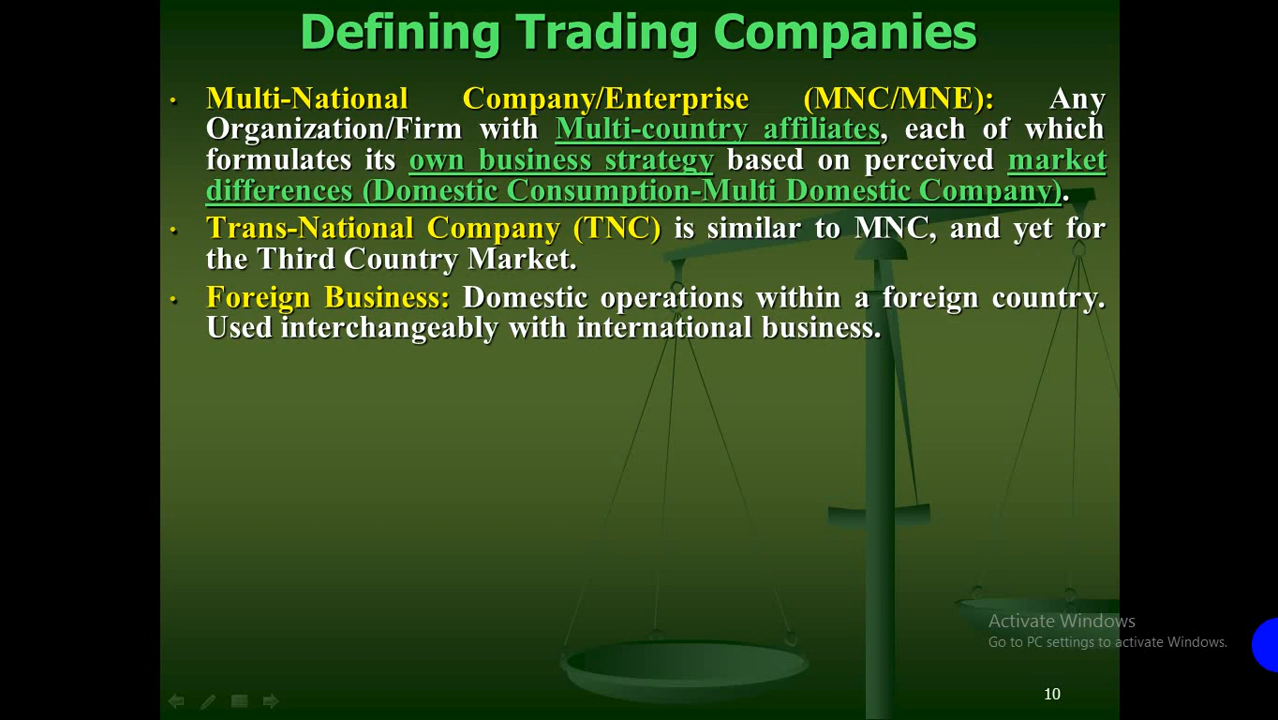 Defining Trading Companies
• Multi-National Company/Enterprise (MNC/MNE): Any
Organization/Firm with Multi-country affiliates, each of which
formulates its own business strategy based on perceived market
differences (Domestic Consumption-Multi Domestic Company).
• Trans-National Company (TNC) is similar to MNC, and yet for
the Third Country Market.
• Foreign Business: Domestic operations within a foreign country.
Used interchangeably with international business.
Activate Windows
Go to PC settings to activate Windows.
10